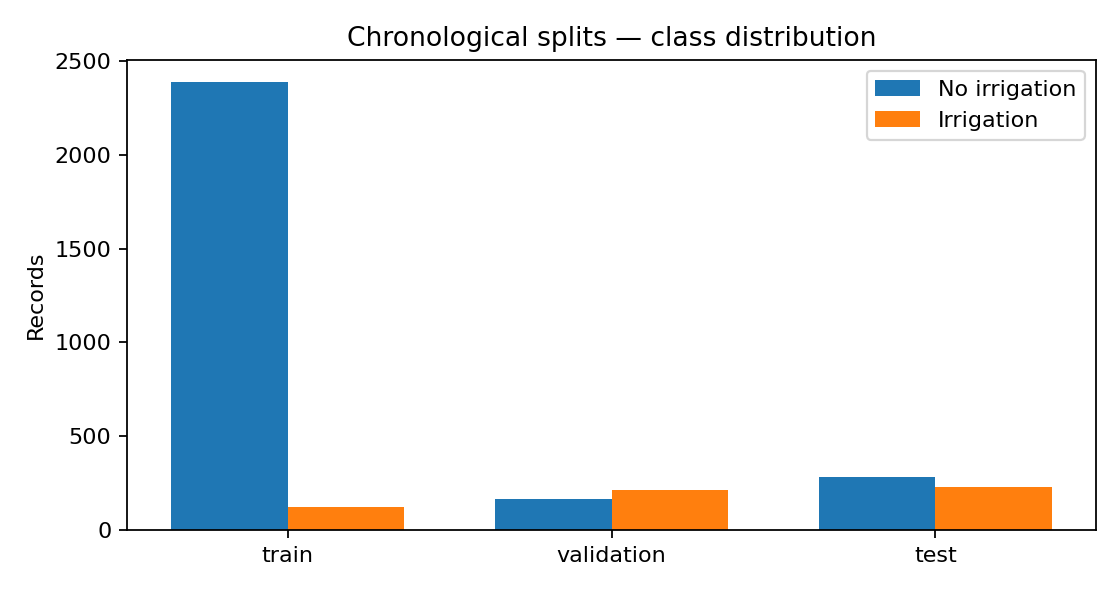 Chronological splits — class distribution
No irrigation
Irrigation
Records
2500
2000
1500
1000
500
0
train validation test